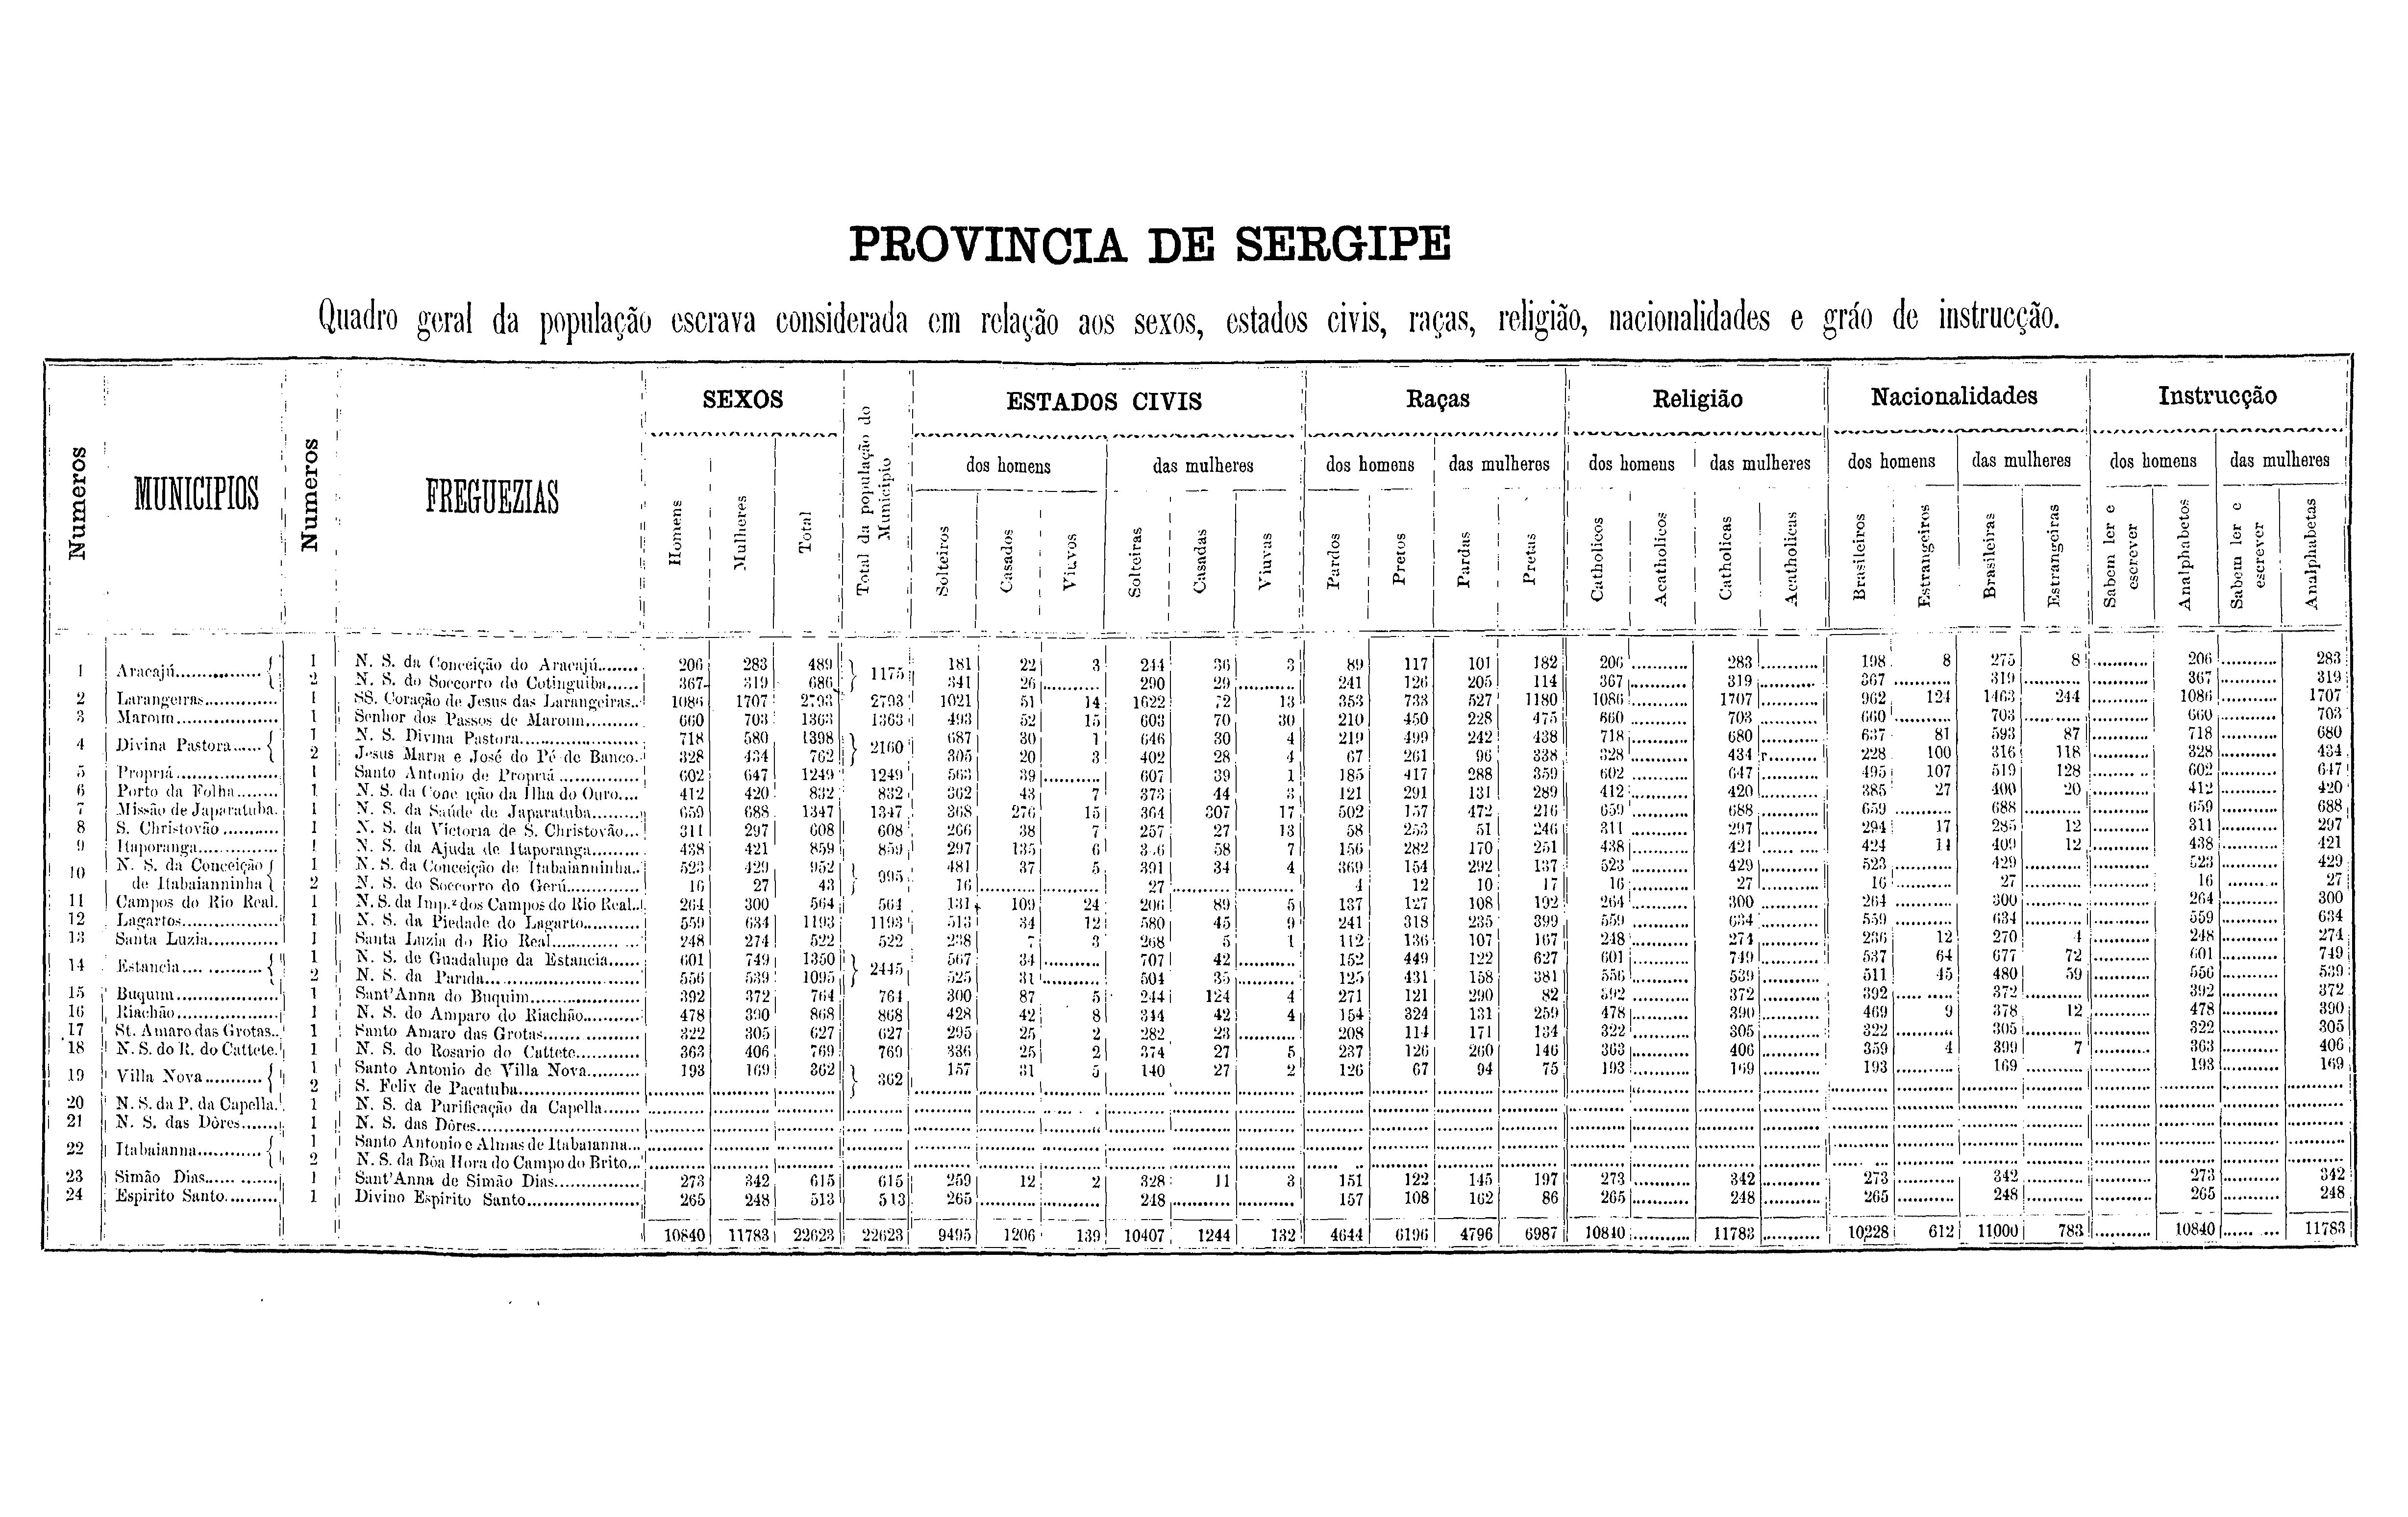 PROVINCIA DE SERGIPE
Quadro geral da população escrava considerada em relação aos sexos, estados civis, raças, religião, nacionalidades e gráo de instrucção.
Numeros MUNICIPIOS Numeros FREGUEZIAS SEXOS Total da população do Municipio ESTADOS CIVIS Raças Religião Nacionalidades Instrucção
dos homens das mulheres dos homens das mulheres dos homens das mulheres dos homens das mulheres dos homens das mulheres
Homens Mulheres Total Solteiros Casados Viuvos Solteiras Casadas Viuvas Pardos Pretos Pardas Pretas Catholicos Acatholicos Catholicas Acatholicas Brasileiros Estrangeiros Brasileiras Estrangeiras Sabem ler e escrever Analphabetos Sabem ler e escrever Analphabetas
1 Aracajú 1 N. S. da Conceição do Aracajú 206 283 489 1175 181 22 3 244 36 3 89 117 101 182 206 283 198 8 275 8 206 283
2 N. S. do Soccorro do Cotinguiba 367 319 686 341 26 290 29 241 126 205 114 367 319 367 319 367 319
2 Larangeiras 1 SS. Coração de Jesus das Larangeiras 1086 1707 2793 2793 1021 51 14 1622 72 13 353 733 527 1180 1086 1707 962 124 1463 244 1086 1707
3 Maroim 1 Senhor dos Passos de Maroim 660 703 1363 1363 493 52 15 603 70 30 210 450 228 475 660 703 660 703 660 703
4 Divina Pastora 1 N. S. Divina Pastora 718 580 1398 2160 687 30 1 646 30 4 219 499 242 438 718 680 637 81 593 87 718 680
2 Jesus Maria e José do Pé de Banco 328 434 762 305 20 3 402 28 4 67 261 96 338 328 434 228 100 316 118 328 434
5 Propriá 1 Santo Antonio de Propriá 602 647 1249 1249 563 39 607 39 1 185 417 288 359 602 647 495 107 519 128 602 647
6 Porto da Folha 1 N. S. da Conceição da Ilha do Ouro 412 420 832 832 362 43 7 373 44 3 121 291 131 289 412 420 385 27 400 20 412 420
7 Missão de Japaratuba. 1 N. S. da Saúde de Japaratuba 659 688 1347 1347 368 276 15 364 307 17 502 157 472 216 659 688 659 688 659 688
8 S. Christovão 1 N. S. da Victoria de S. Christovão 311 297 608 608 266 38 7 257 27 13 58 253 51 246 311 297 294 17 285 12 311 297
9 Itaporanga 1 N. S. da Ajuda de Itaporanga 438 421 859 859 297 135 6 58 7 156 282 170 251 438 421 424 14 409 12 438 421
10 N. S. da Conceição de Itabaianninha 1 N. S. da Conceição de Itabaianninha 523 429 952 995 481 37 5 391 34 4 369 154 292 137 523 429 523 429 523 429
2 N. S. do Soccorro do Gerú 16 27 43 16 27 4 12 10 17 16 27 16 27 16 27
11 Campos do Rio Real. 1 N. S. da Imp.ª dos Campos do Rio Real 264 300 564 564 131 109 24 206 89 5 137 127 108 192 264 300 264 300 264 300
12 Lagartos 1 N. S. da Piedade do Lagarto 559 634 1193 1193 513 34 12 580 45 9 241 318 235 399 559 634 559 634 559 634
13 Santa Luzia 1 Santa Luzia do Rio Real 248 274 522 522 238 7 3 268 5 1 112 136 107 167 248 274 236 12 270 4 248 274
14 Estancia 1 N. S. de Guadalupe da Estancia 601 749 1350 2445 567 34 707 42 152 449 122 627 601 749 537 64 677 72 601 749
2 N. S. da Parida 556 539 1095 525 31 504 35 125 431 158 381 556 539 511 45 480 59 556 539
15 Buquim 1 Sant'Anna do Buquim 392 372 764 764 300 87 5 244 124 4 271 121 290 82 392 372 392 372 392 372
16 Riachão 1 N. S. do Amparo do Riachão 478 390 868 868 428 42 8 344 42 4 154 324 131 259 478 390 469 9 378 12 478 390
17 St. Amaro das Grotas 1 Santo Amaro das Grotas 322 305 627 627 295 25 2 282 23 208 114 171 134 322 305 322 305 322 305
18 N. S. do R. do Cattete. 1 N. S. do Rosario do Cattete 363 406 769 769 336 25 2 374 27 5 237 126 260 146 363 406 359 4 399 7 363 406
19 Villa Nova 1 Santo Antonio de Villa Nova 193 169 362 362 157 31 5 140 27 2 126 67 94 75 193 169 193 169 193 169
2 S. Felix de Pacatuba
20 N. S. da P. da Capella. 1 N. S. da Purificação da Capella
21 N. S. das Dôres 1 N. S. das Dôres
22 Itabaianna 1 Santo Antonio e Almas de Itabaianna
2 N. S. da Bôa Hora do Campo do Brito
23 Simão Dias 1 Sant'Anna de Simão Dias 273 342 615 615 259 12 2 328 11 3 151 122 145 197 273 342 273 342 273 342
24 Espirito Santo 1 Divino Espirito Santo 265 248 513 513 265 248 157 108 162 86 265 248 265 248 265 248
10840 11783 22623 22623 9495 1206 139 10407 1244 132 4644 6196 4796 6987 10840 11783 10228 612 11000 783 10840 11783